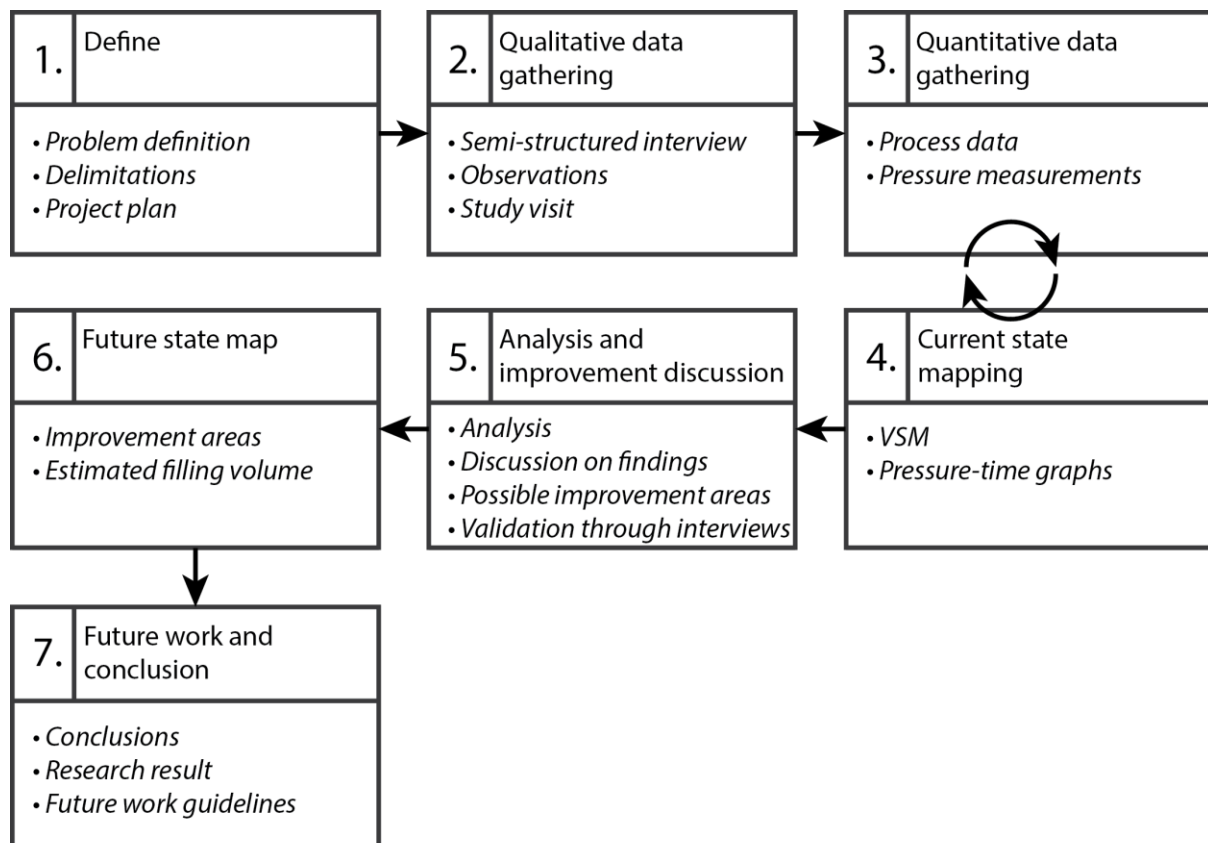 1. Define
• Problem definition
• Delimitations
• Project plan
2. Qualitative data
gathering
• Semi-structured interview
• Observations
• Study visit
3. Quantitative data
gathering
• Process data
• Pressure measurements
4. Current state
mapping
• VSM
• Pressure-time graphs
5. Analysis and
improvement discussion
• Analysis
• Discussion on findings
• Possible improvement areas
• Validation through interviews
6. Future state map
• Improvement areas
• Estimated filling volume
7. Future work and
conclusion
• Conclusions
• Research result
• Future work guidelines